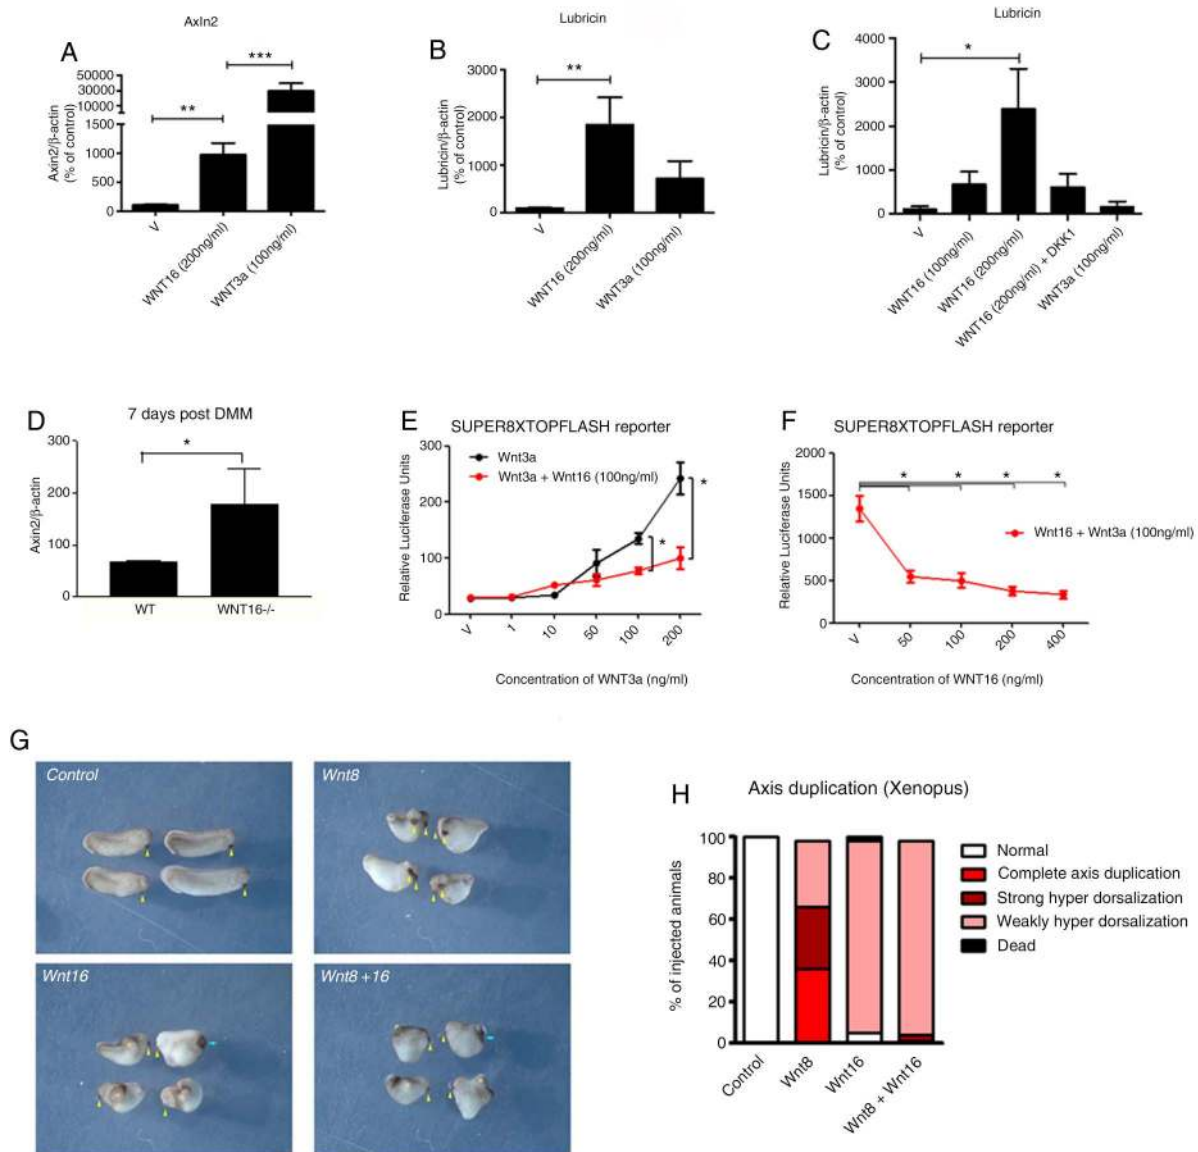 AxIn2
A
***
**
50000
30000
10000
1500
1000
500
0
Axin2/β-actin
(% of control)
V
WNT16 (200ng/ml)
WNT3a (100ng/ml)
Lubricin
B
**
3000
2000
1000
0
Lubricin/β-actin
(% of control)
V
WNT16 (200ng/ml)
WNT3a (100ng/ml)
Lubricin
C
*
4000
3000
2000
1000
0
Lubricin/β-actin
(% of control)
V
WNT16 (100ng/ml)
WNT16 (200ng/ml)
WNT16 (200ng/ml) + DKK1
WNT3a (100ng/ml)
D
7 days post DMM
*
300
200
100
0
Axin2/β-actin
WT
WNT16-/-
E
SUPER8XTOPFLASH reporter
Wnt3a
Wnt3a + Wnt16 (100ng/ml)
*
*
300
200
100
0
Relative Luciferase Units
V
1
10
50
100
200
Concentration of WNT3a (ng/ml)
F
SUPER8XTOPFLASH reporter
* * * *
Wnt16 + Wnt3a (100ng/ml)
2000
1500
1000
500
0
Relative Luciferase Units
V
50
100
200
400
Concentration of WNT16 (ng/ml)
G
Control
Wnt8
Wnt16
Wnt8 +16
H
Axis duplication (Xenopus)
100
80
60
40
20
0
% of injected animals
Control
Wnt8
Wnt16
Wnt8 + Wnt16
Normal
Complete axis duplication
Strong hyper dorsalization
Weakly hyper dorsalization
Dead